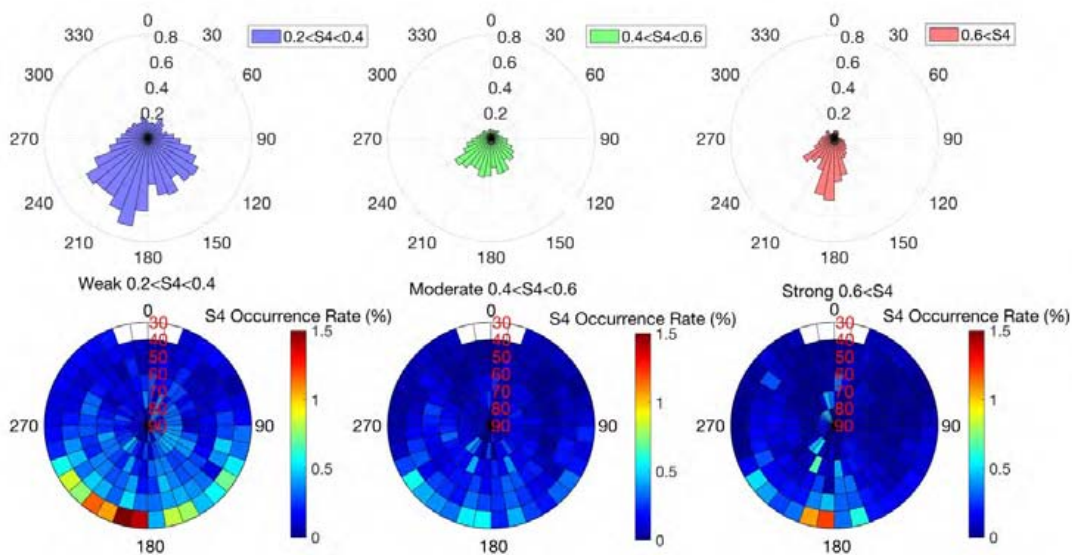 0 0 0
330 0.8 30 330 0.8 30 330 0.8 30
0.2<S4<0.4 0.4<S4<0.6 0.6<S4
0.6 0.6 0.6
300 60 300 60 300 60
0.4 0.4 0.4
0.2 0.2 0.2
270 90 270 90 270 90
240 120 240 120 240 120
210 150 210 150 210 150
180 180 180
Weak 0.2<S4<0.4 Moderate 0.4<S4<0.6 Strong 0.6<S4
0 0 0
S4 Occurrence Rate (%) S4 Occurrence Rate (%) S4 Occurrence Rate (%)
30 1.5 30 1.5 30 1.5
40 40 40
50 50 50
60 1 60 1 60 1
70 70 70
80 80 80
270 90 90 270 90 90 270 90 90
0.5 0.5 0.5
0 0 0
180 180 180